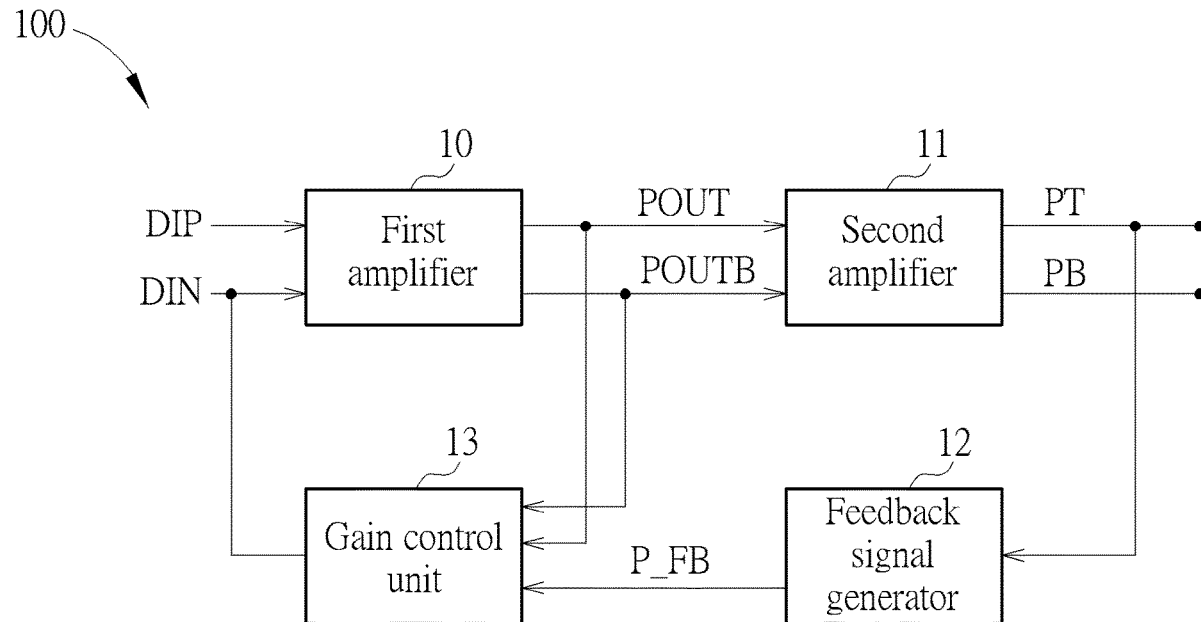 100
10
11
DIP
DIN
First
amplifier
POUT
POUTB
Second
amplifier
PT
PB
13
12
Gain control
unit
P_FB
Feedback
signal
generator